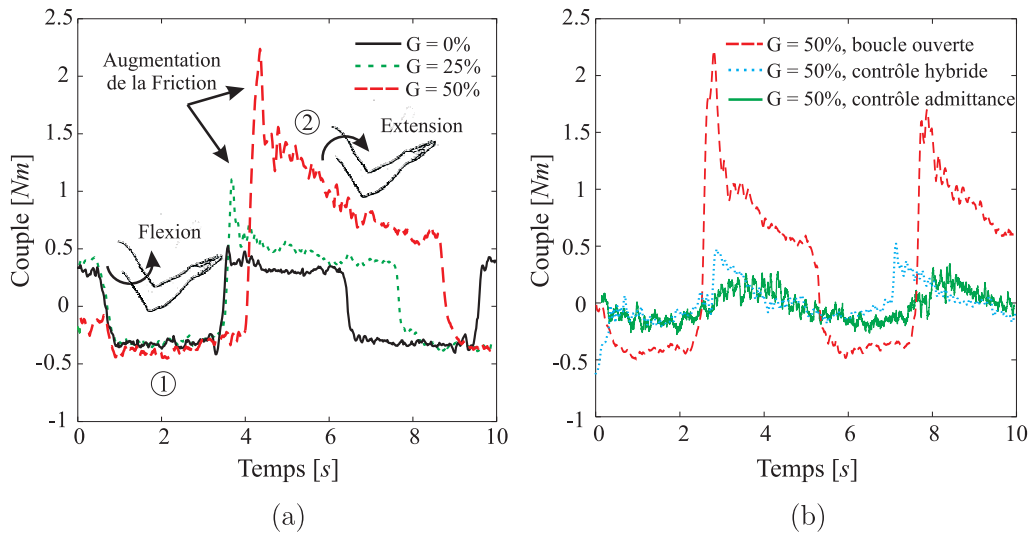 2.5
2
1.5
1
0.5
0
-0.5
-1
0 2 4 6 8 10
Couple [Nm]
Temps [s]
Augmentation
de la Friction
G = 0%
G = 25%
G = 50%
②
Extension
Flexion
①
(a)
2.5
2
1.5
1
0.5
0
-0.5
-1
0 2 4 6 8 10
Couple [Nm]
Temps [s]
G = 50%, boucle ouverte
G = 50%, contrôle hybride
G = 50%, contrôle admittance
(b)